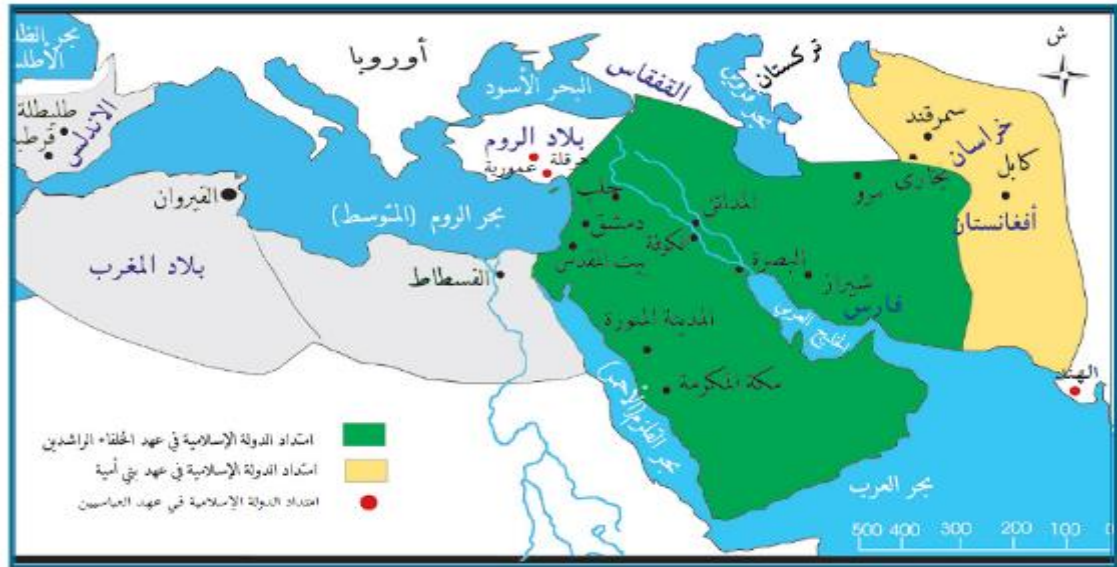 بحر الظلمات
الأطلسي
أوروبا
البحر الأسود
القفقاس
بحر قزوين
تركستان
ش
طليطلة
قرطبة
الاندلس
بلاد الروم
هرقلة
عمورية
سمرقند
خراسان
بخارى
مرو
كابل
أفغانستان
القيروان
بحر الروم (المتوسط)
حلب
دمشق
بيت المقدس
المدائن
الكوفة
البصرة
شيراز
فارس
بلاد المغرب
الفسطاط
المدينة المنورة
الخليج العربي
مكة المكرمة
بحر القلزم (الأحمر)
الهند
بحر العرب
امتداد الدولة الإسلامية في عهد الخلفاء الراشدين
امتداد الدولة الإسلامية في عهد بني أمية
امتداد الدولة الإسلامية في عهد العباسيين
500 400 300 200 100 0